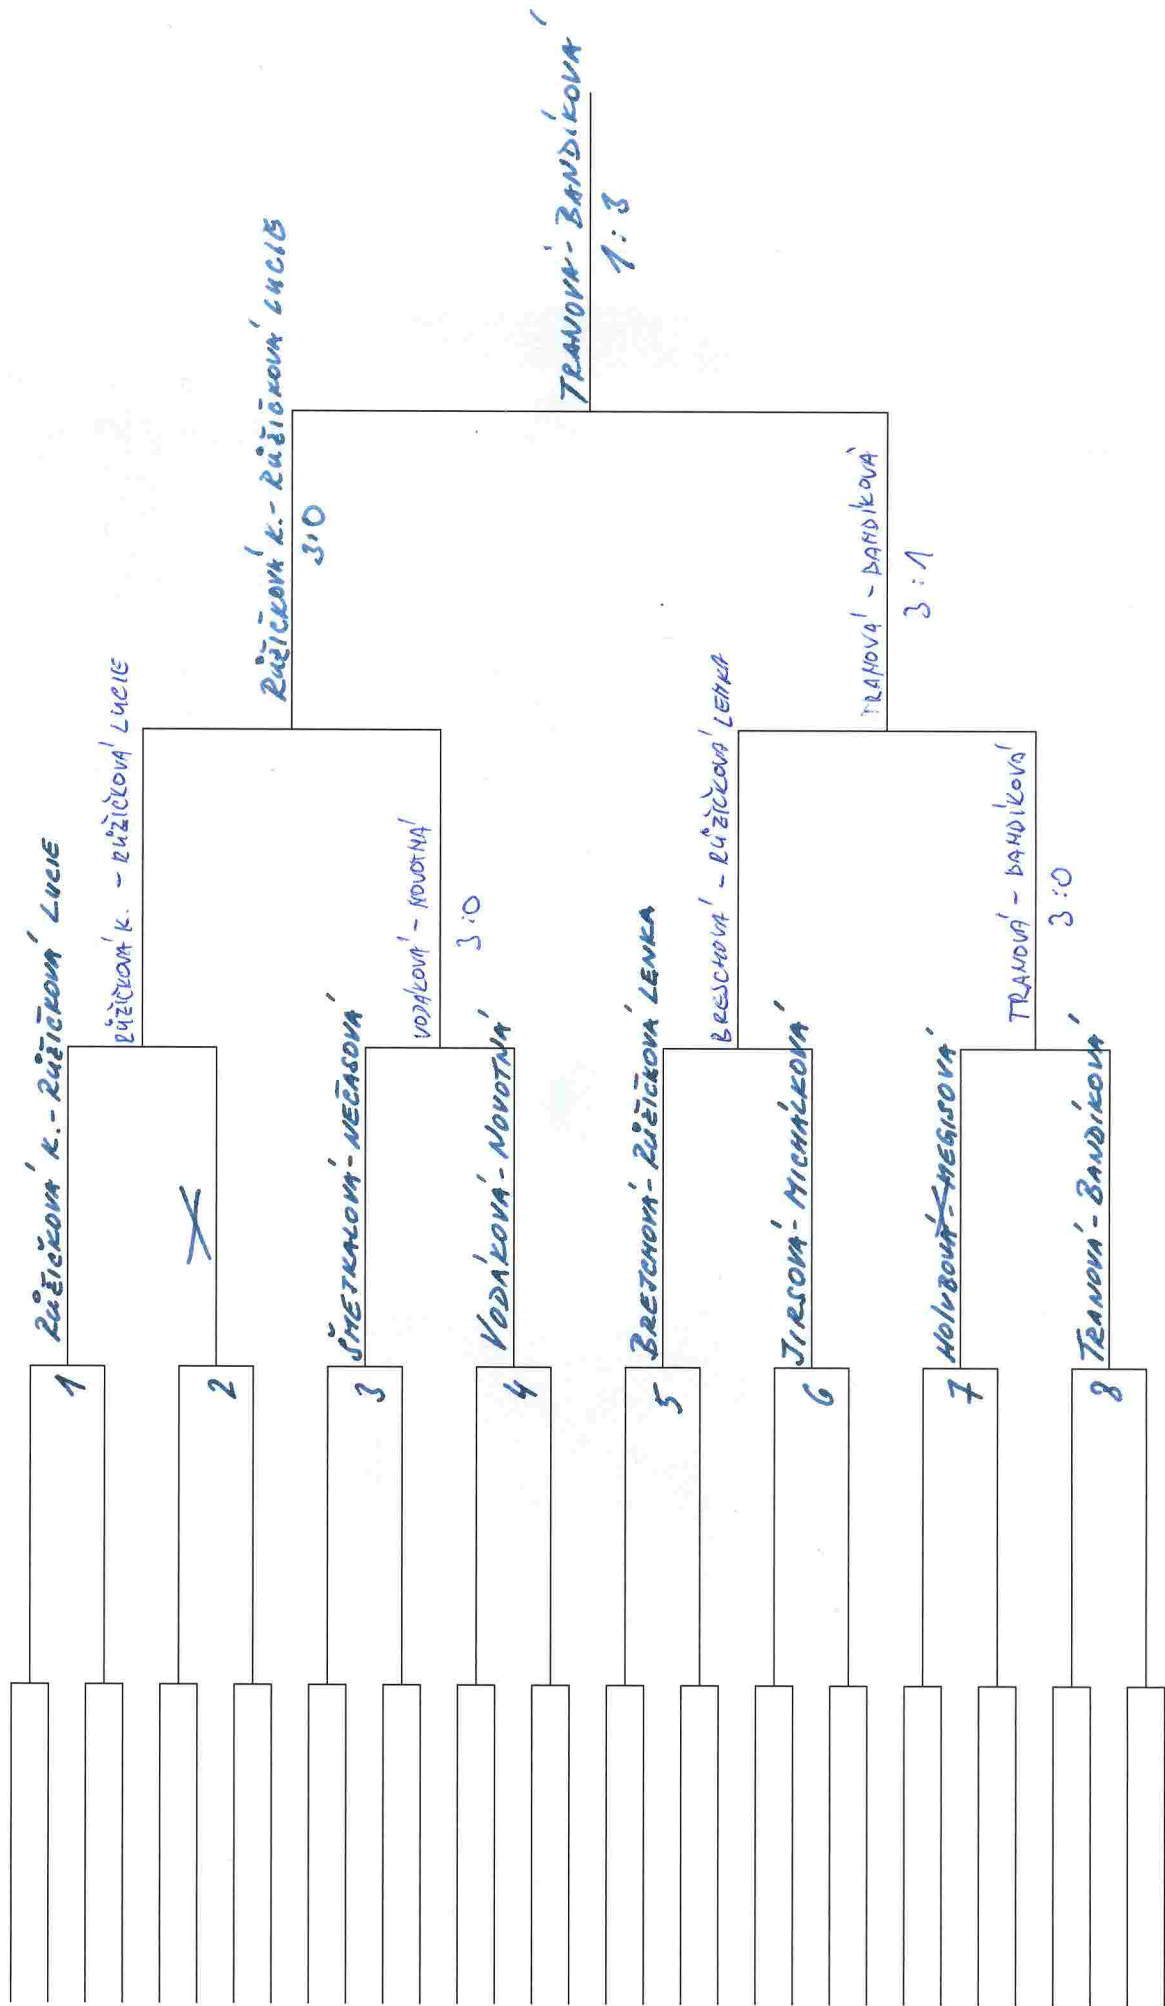 1 RŮŽIČKOVÁ K. - RŮŽIČKOVÁ LUCIE
2 X
3 ŠMETKALOVÁ - NEČASOVÁ
4 VODÁKOVÁ - NOVOTNÁ
5 BREJCHOVÁ - RŮŽIČKOVÁ LENKA
6 JIRSOVÁ - MICHÁLKOVÁ
7 HOLUBOVÁ - MEGISOVÁ
8 TRANOVÁ - BANDÍKOVÁ
RŮŽIČKOVÁ K. - RŮŽIČKOVÁ LUCIE
VODÁKOVÁ - NOVOTNÁ
3:0
BRESCHOVÁ - RŮŽIČKOVÁ LENKA
TRANOVÁ - BANDÍKOVÁ
3:0
RŮŽIČKOVÁ K. - RŮŽIČKOVÁ LUCIE
3:0
TRANOVÁ - BANDÍKOVÁ
3:1
TRANOVÁ - BANDÍKOVÁ
1:3